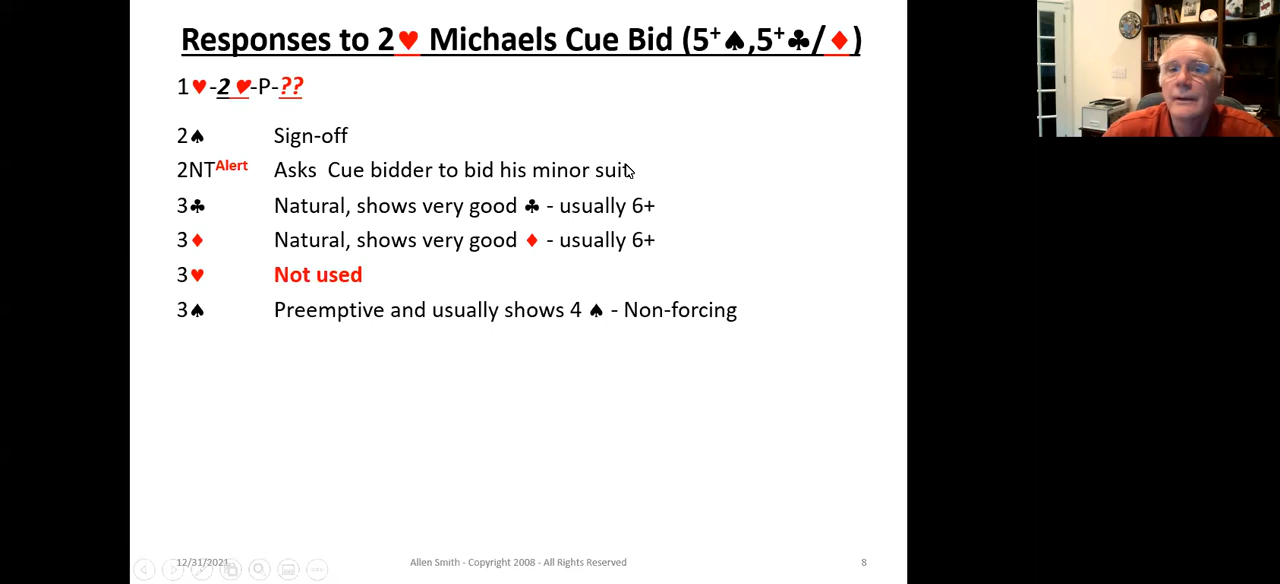 Responses to 2♥ Michaels Cue Bid (5+♠,5+♣/♦)
1♥-2♥-P-??
2♠ Sign-off
2NTAlert Asks Cue bidder to bid his minor suit
3♣ Natural, shows very good ♣ - usually 6+
3♦ Natural, shows very good ♦ - usually 6+
3♥ Not used
3♠ Preemptive and usually shows 4 ♠ - Non-forcing
12/31/2021 Allen Smith - Copyright 2008 - All Rights Reserved 8